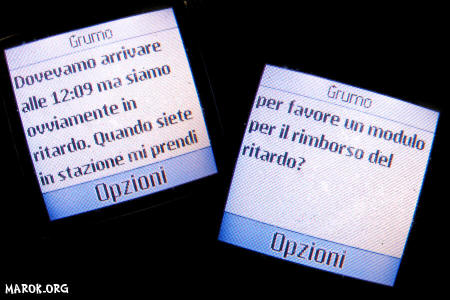 Grumo
Dovevamo arrivare
alle 12:09 ma siamo
ovviamente in
ritardo. Quando siete
in stazione mi prendi
Opzioni
Grumo
per favore un modulo
per il rimborso del
ritardo?
Opzioni
MAROK.ORG